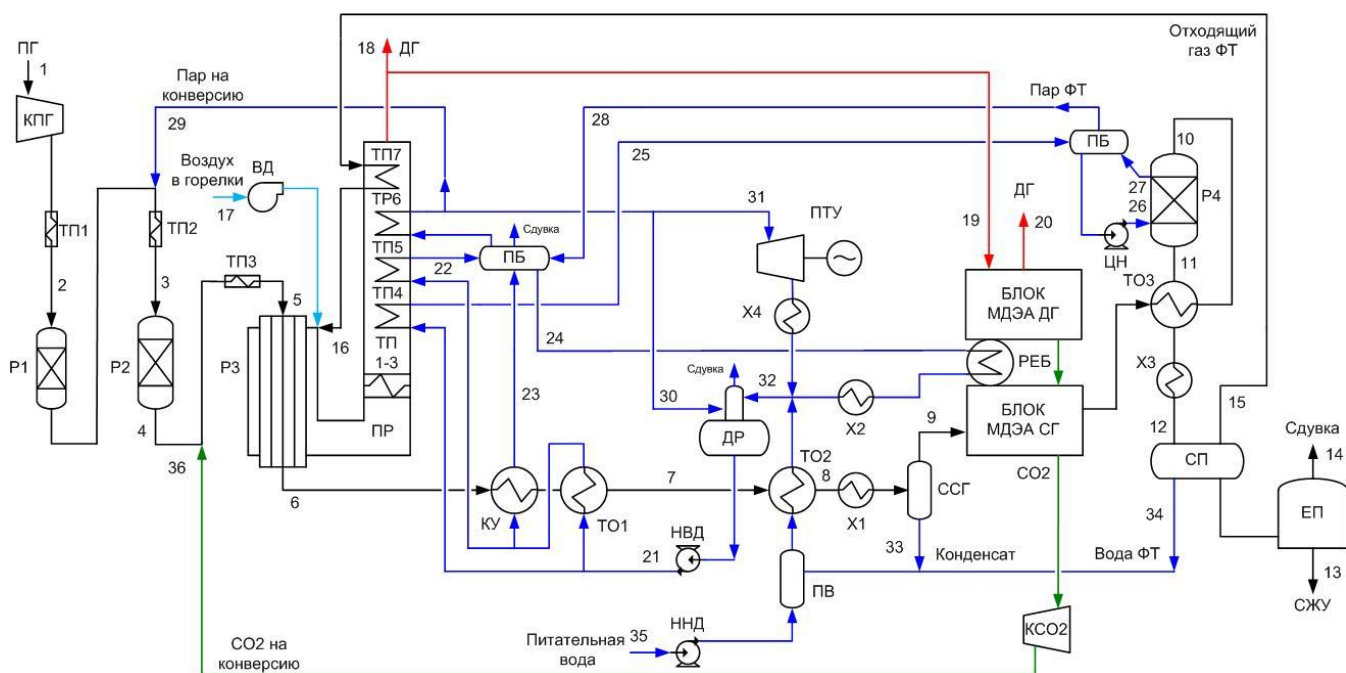 ПГ
1
КПГ
Пар на
конверсию
29
18
ДГ
Отходящий
газ ФТ
Пар ФТ
28
25
ПБ
10
27
26
Р4
ЦН
11
Воздух
в горелки
ВД
17
ТП7
ТР6
ТП5
ТП4
ТП
1-3
ПР
Сдувка
ПБ
22
31
ПТУ
19
ДГ
20
ТП1
ТП2
ТП3
2
3
5
16
Р1
Р2
Р3
4
36
6
24
23
Х4
БЛОК
МДЭА ДГ
РЕБ
БЛОК
МДЭА СГ
ТО3
Х3
12
15
Сдувка
30
32
ДР
Х2
9
СП
Сдувка
14
ЕП
13
СЖУ
КУ
ТО1
7
ТО2
8
Х1
ССГ
СО2
34
НВД
21
33
Конденсат
Вода ФТ
ПВ
ННД
Питательная
вода
35
КСО2
СО2 на
конверсию